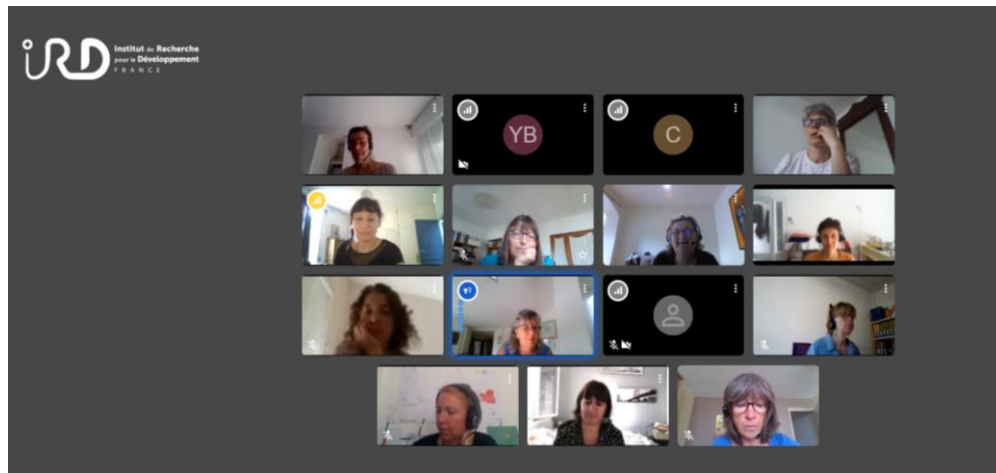 iRD
Institut de Recherche
pour le Développement
FRANCE
YB
C